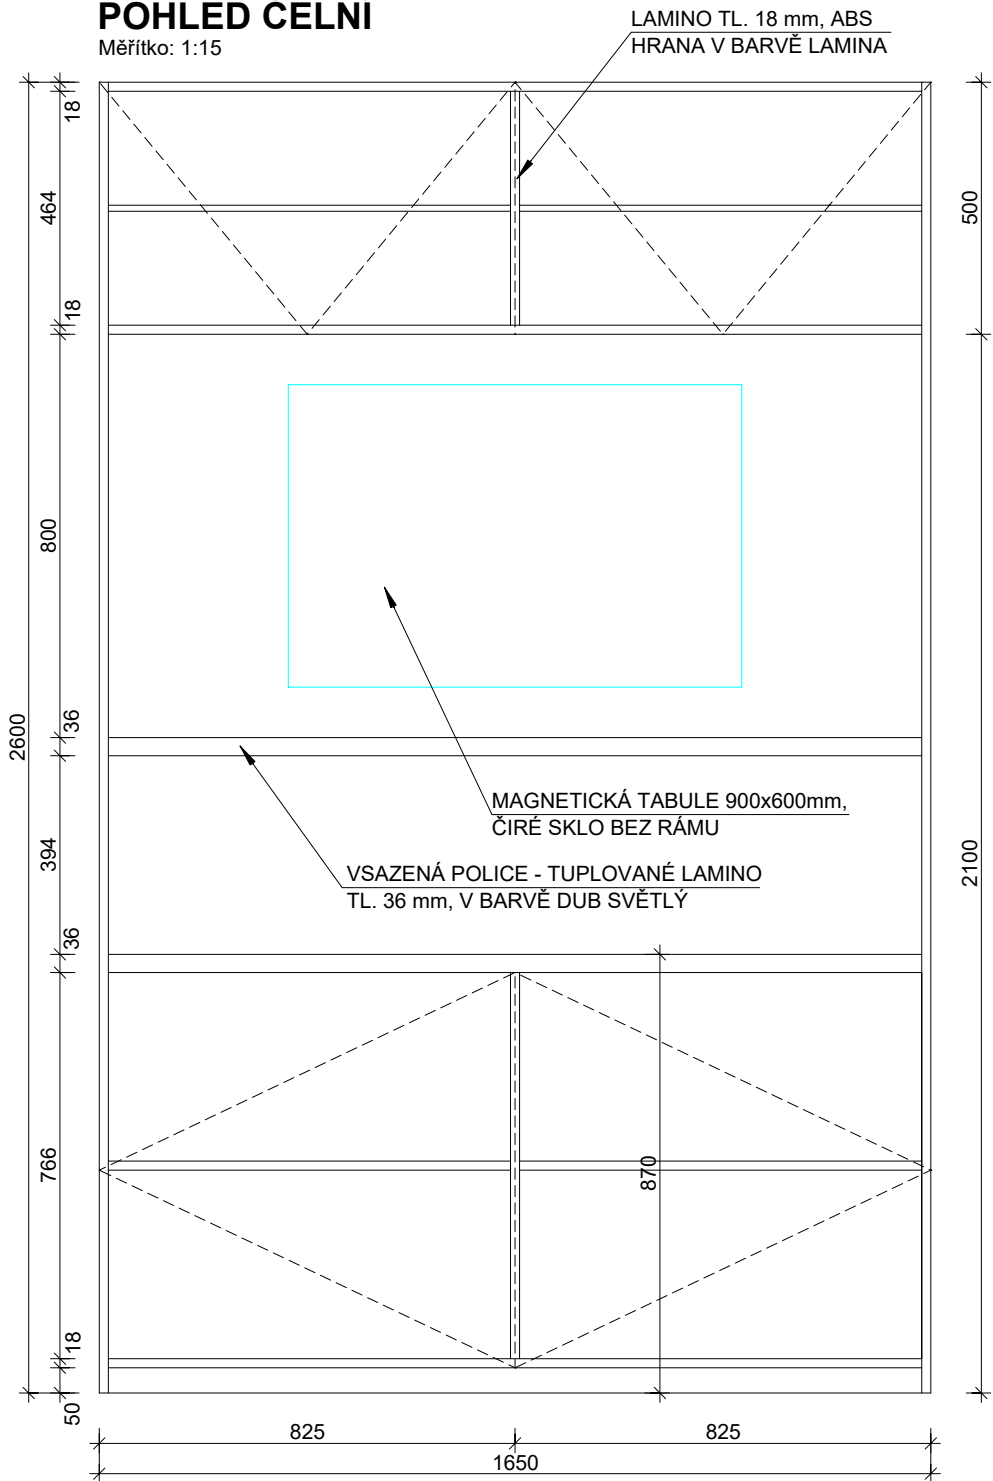 POHLED ČELNÍ
Měřítko: 1:15
LAMINO TL. 18 mm, ABS
HRANA V BARVĚ LAMINA
18
464
500
18
800
2600
36
MAGNETICKÁ TABULE 900x600mm,
ČIRÉ SKLO BEZ RÁMU
394
2100
VSAZENÁ POLICE - TUPLOVANÉ LAMINO
TL. 36 mm, V BARVĚ DUB SVĚTLÝ
36
766
870
18
50
825
825
1650